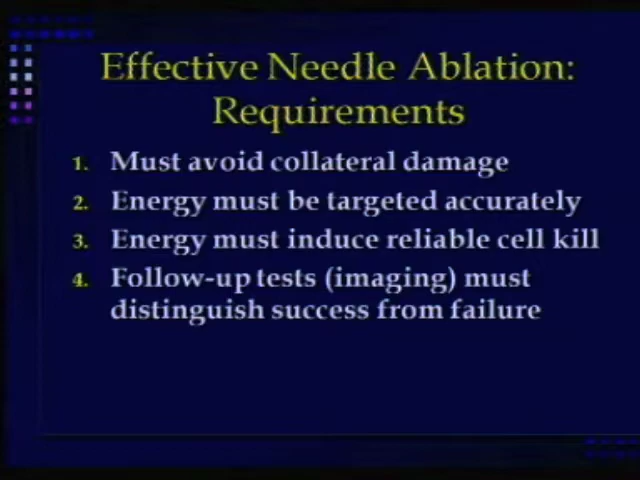 Effective Needle Ablation:
Requirements
1. Must avoid collateral damage
2. Energy must be targeted accurately
3. Energy must induce reliable cell kill
4. Follow-up tests (imaging) must
distinguish success from failure